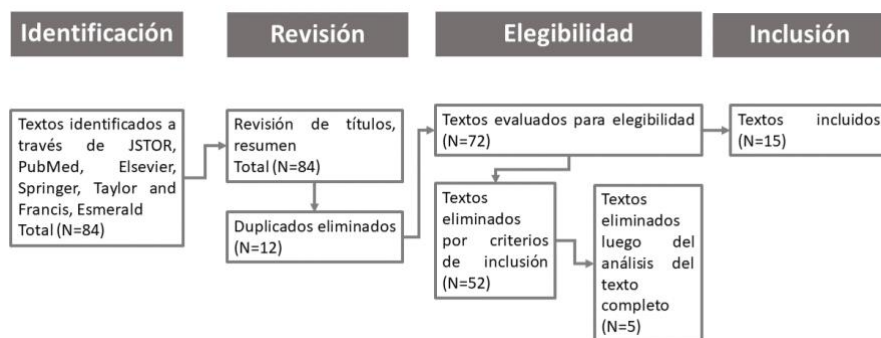 Identificación
Revisión
Elegibilidad
Inclusión
Textos identificados a
través de JSTOR,
PubMed, Elsevier,
Springer, Taylor and
Francis, Esmerald
Total (N=84)
Revisión de títulos,
resumen
Total (N=84)
Duplicados eliminados
(N=12)
Textos evaluados para elegibilidad
(N=72)
Textos
eliminados
por criterios
de inclusión
(N=52)
Textos
eliminados
luego del
análisis del
texto
completo
(N=5)
Textos incluidos
(N=15)